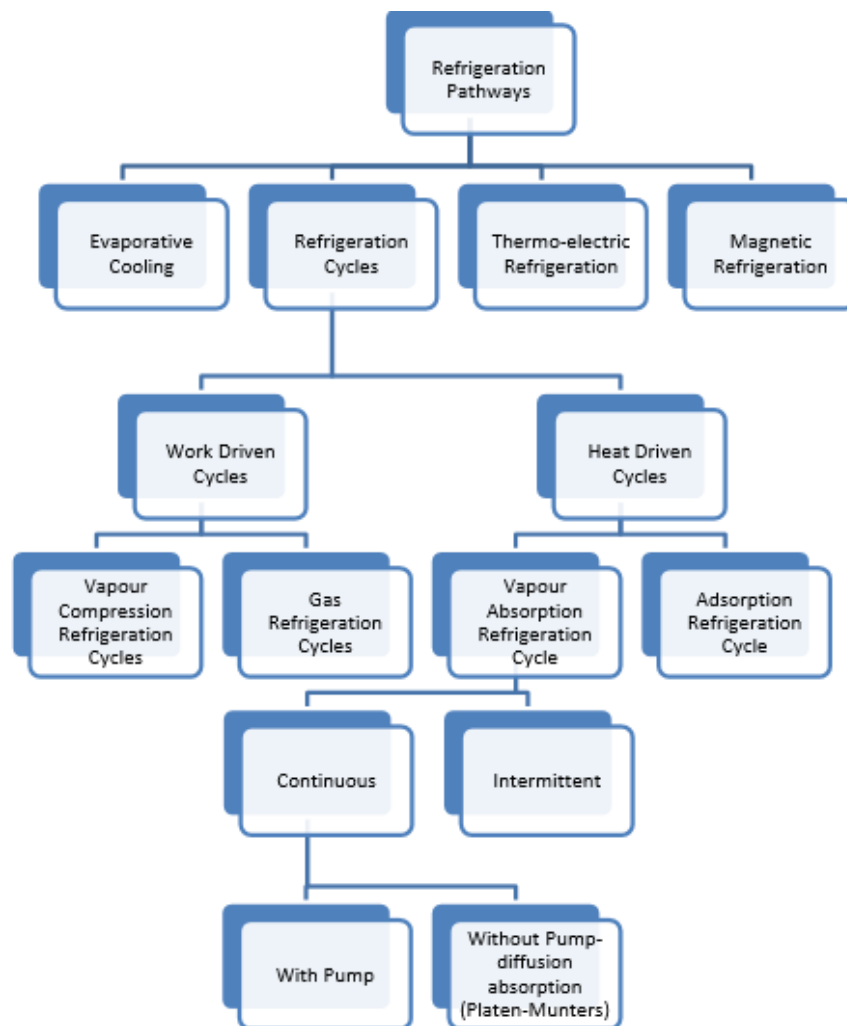 Refrigeration
Pathways
Evaporative
Cooling
Refrigeration
Cycles
Thermo-electric
Refrigeration
Magnetic
Refrigeration
Work Driven
Cycles
Heat Driven
Cycles
Vapour
Compression
Refrigeration
Cycles
Gas
Refrigeration
Cycles
Vapour
Absorption
Refrigeration
Cycle
Adsorption
Refrigeration
Cycle
Continuous
Intermittent
With Pump
Without Pump-
diffusion
absorption
(Platen-Munters)